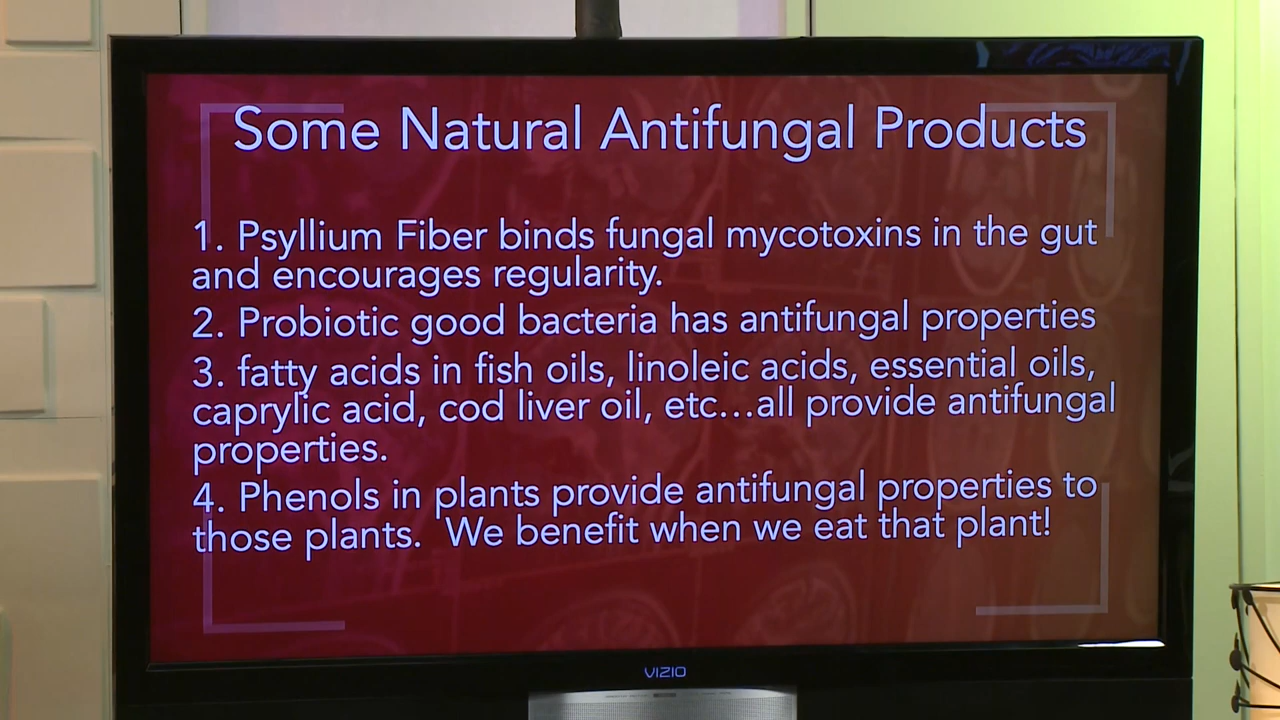 Some Natural Antifungal Products
1. Psyllium Fiber binds fungal mycotoxins in the gut
and encourages regularity.
2. Probiotic good bacteria has antifungal properties
3. fatty acids in fish oils, linoleic acids, essential oils,
caprylic acid, cod liver oil, etc...all provide antifungal
properties.
4. Phenols in plants provide antifungal properties to
those plants.  We benefit when we eat that plant!
VIZIO